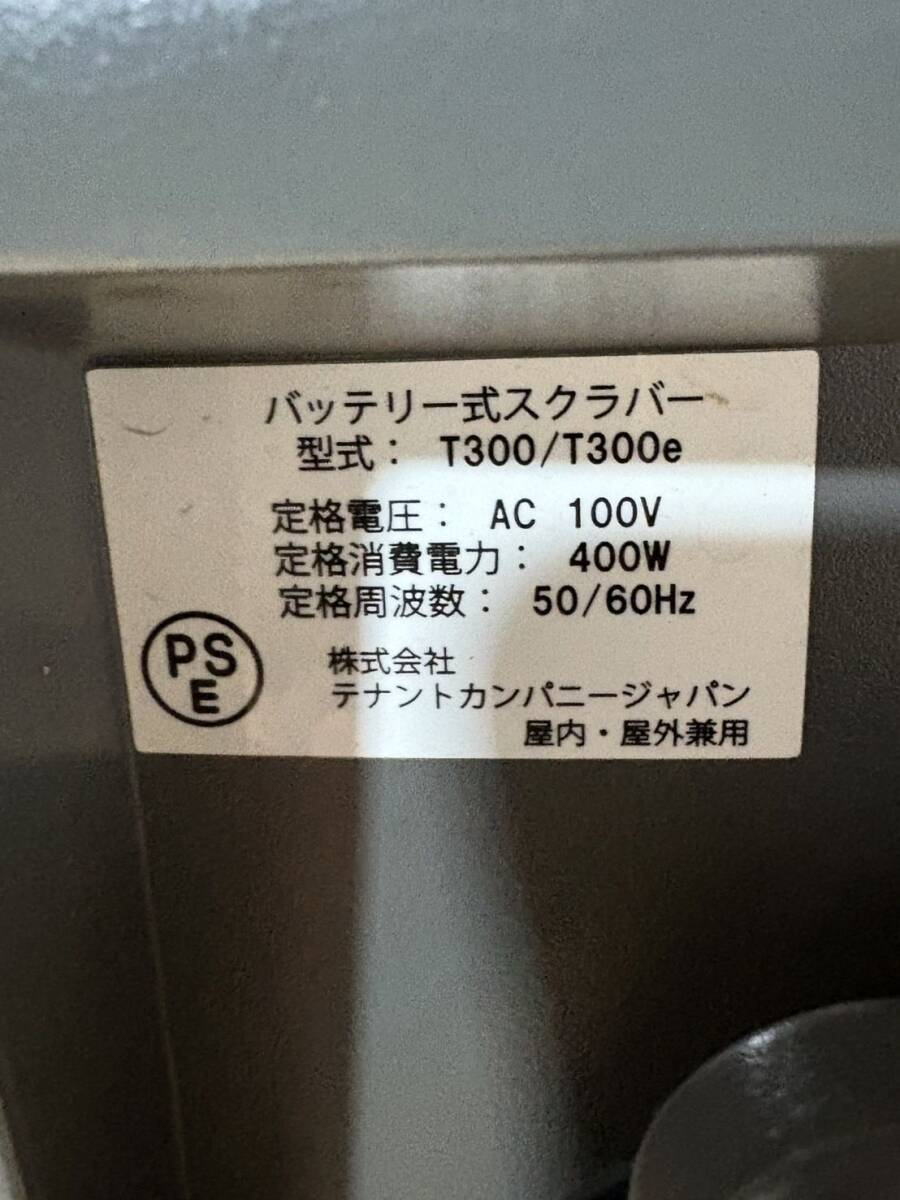 バッテリー式スクラバー
型式： T300/T300e
定格電圧： AC 100V
定格消費電力： 400W
定格周波数： 50/60Hz
PS
E
株式会社
テナントカンパニージャパン
屋内・屋外兼用